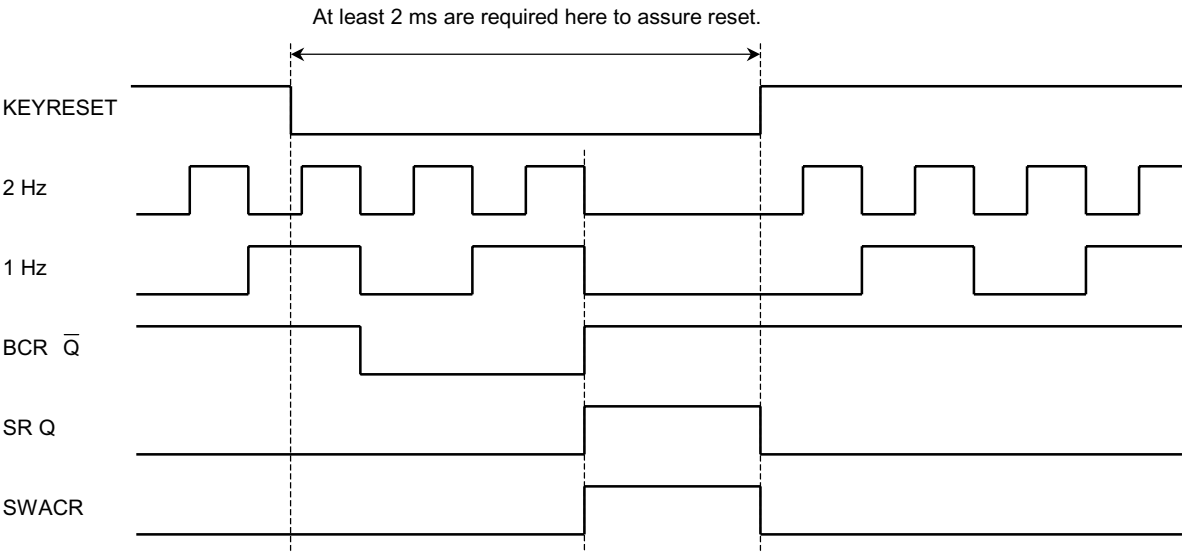 At least 2 ms are required here to assure reset.
KEYRESET
2 Hz
1 Hz
BCR Q̅
SR Q
SWACR